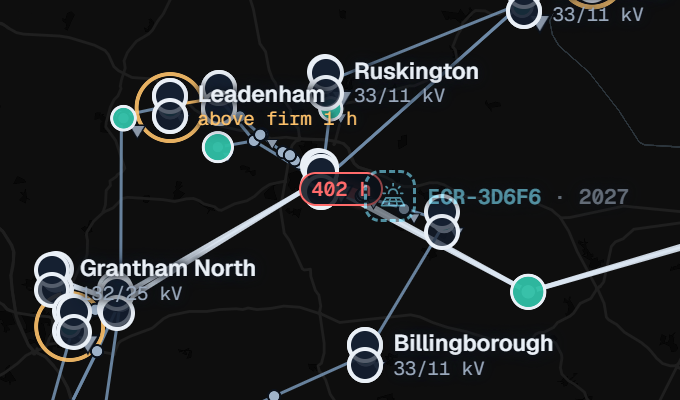 33/11 kV
Ruskington
33/11 kV
Leadenham
above firm 1 h
402 h
ECR-3D6F6 · 2027
Grantham North
132/25 kV
Billingborough
33/11 kV